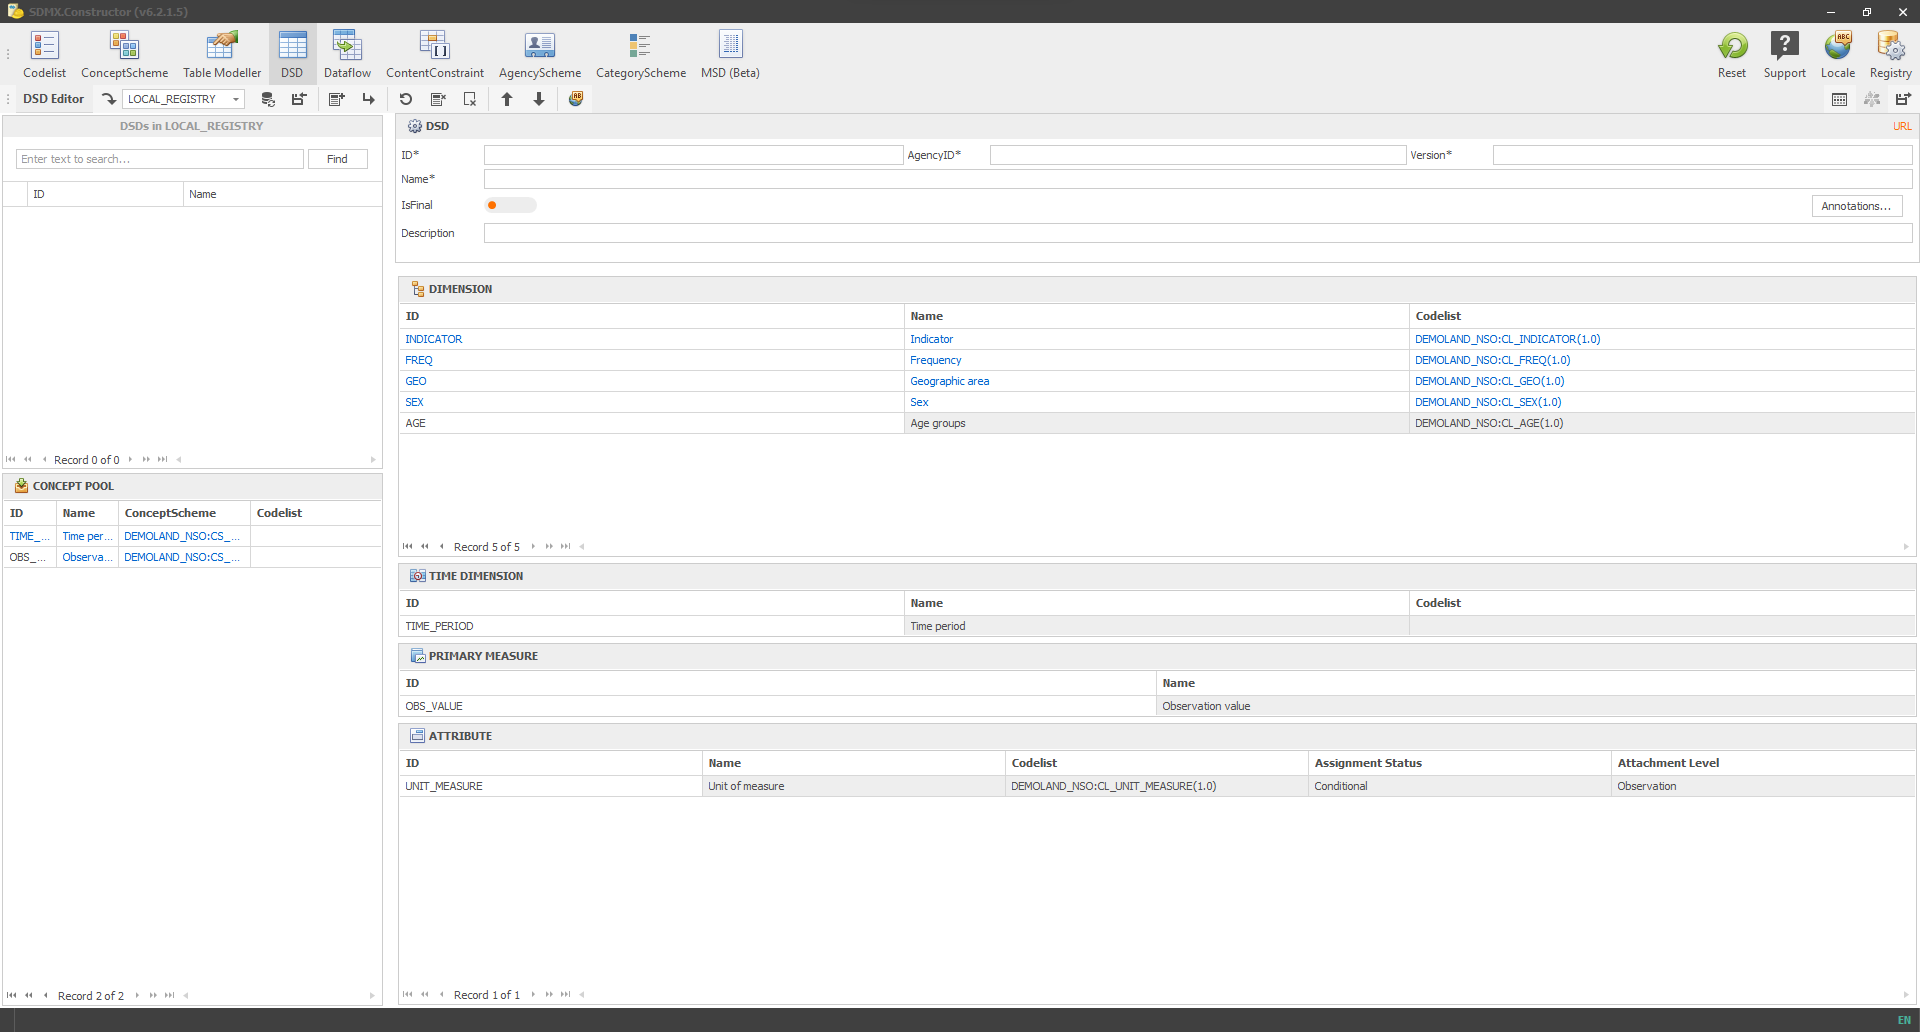 SDMX.Constructor (v6.2.1.5)
Codelist ConceptScheme Table Modeller DSD Dataflow ContentConstraint AgencyScheme CategoryScheme MSD (Beta) Reset Support Locale Registry
DSD Editor LOCAL_REGISTRY
DSDs in LOCAL_REGISTRY
Enter text to search... Find
ID Name
Record 0 of 0
CONCEPT POOL
ID Name ConceptScheme Codelist
TIME_... Time per... DEMOLAND_NSO:CS_...
OBS_... Observa... DEMOLAND_NSO:CS_...
Record 2 of 2
DSD URL
ID* AgencyID* Version*
Name*
IsFinal Annotations...
Description
DIMENSION
ID Name Codelist
INDICATOR Indicator DEMOLAND_NSO:CL_INDICATOR(1.0)
FREQ Frequency DEMOLAND_NSO:CL_FREQ(1.0)
GEO Geographic area DEMOLAND_NSO:CL_GEO(1.0)
SEX Sex DEMOLAND_NSO:CL_SEX(1.0)
AGE Age groups DEMOLAND_NSO:CL_AGE(1.0)
Record 5 of 5
TIME DIMENSION
ID Name Codelist
TIME_PERIOD Time period
PRIMARY MEASURE
ID Name
OBS_VALUE Observation value
ATTRIBUTE
ID Name Codelist Assignment Status Attachment Level
UNIT_MEASURE Unit of measure DEMOLAND_NSO:CL_UNIT_MEASURE(1.0) Conditional Observation
Record 1 of 1
EN